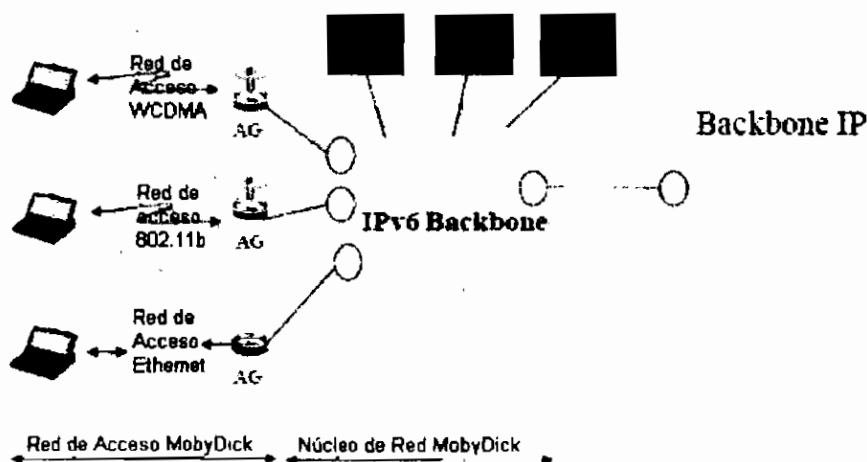 Red de
Acceso
WCDMA
AG
Red de
acceso
802.11b
AG
Red de
Acceso
Ethernet
AG
IPv6 Backbone
Backbone IP
Red de Acceso MobyDick
Núcleo de Red MobyDick